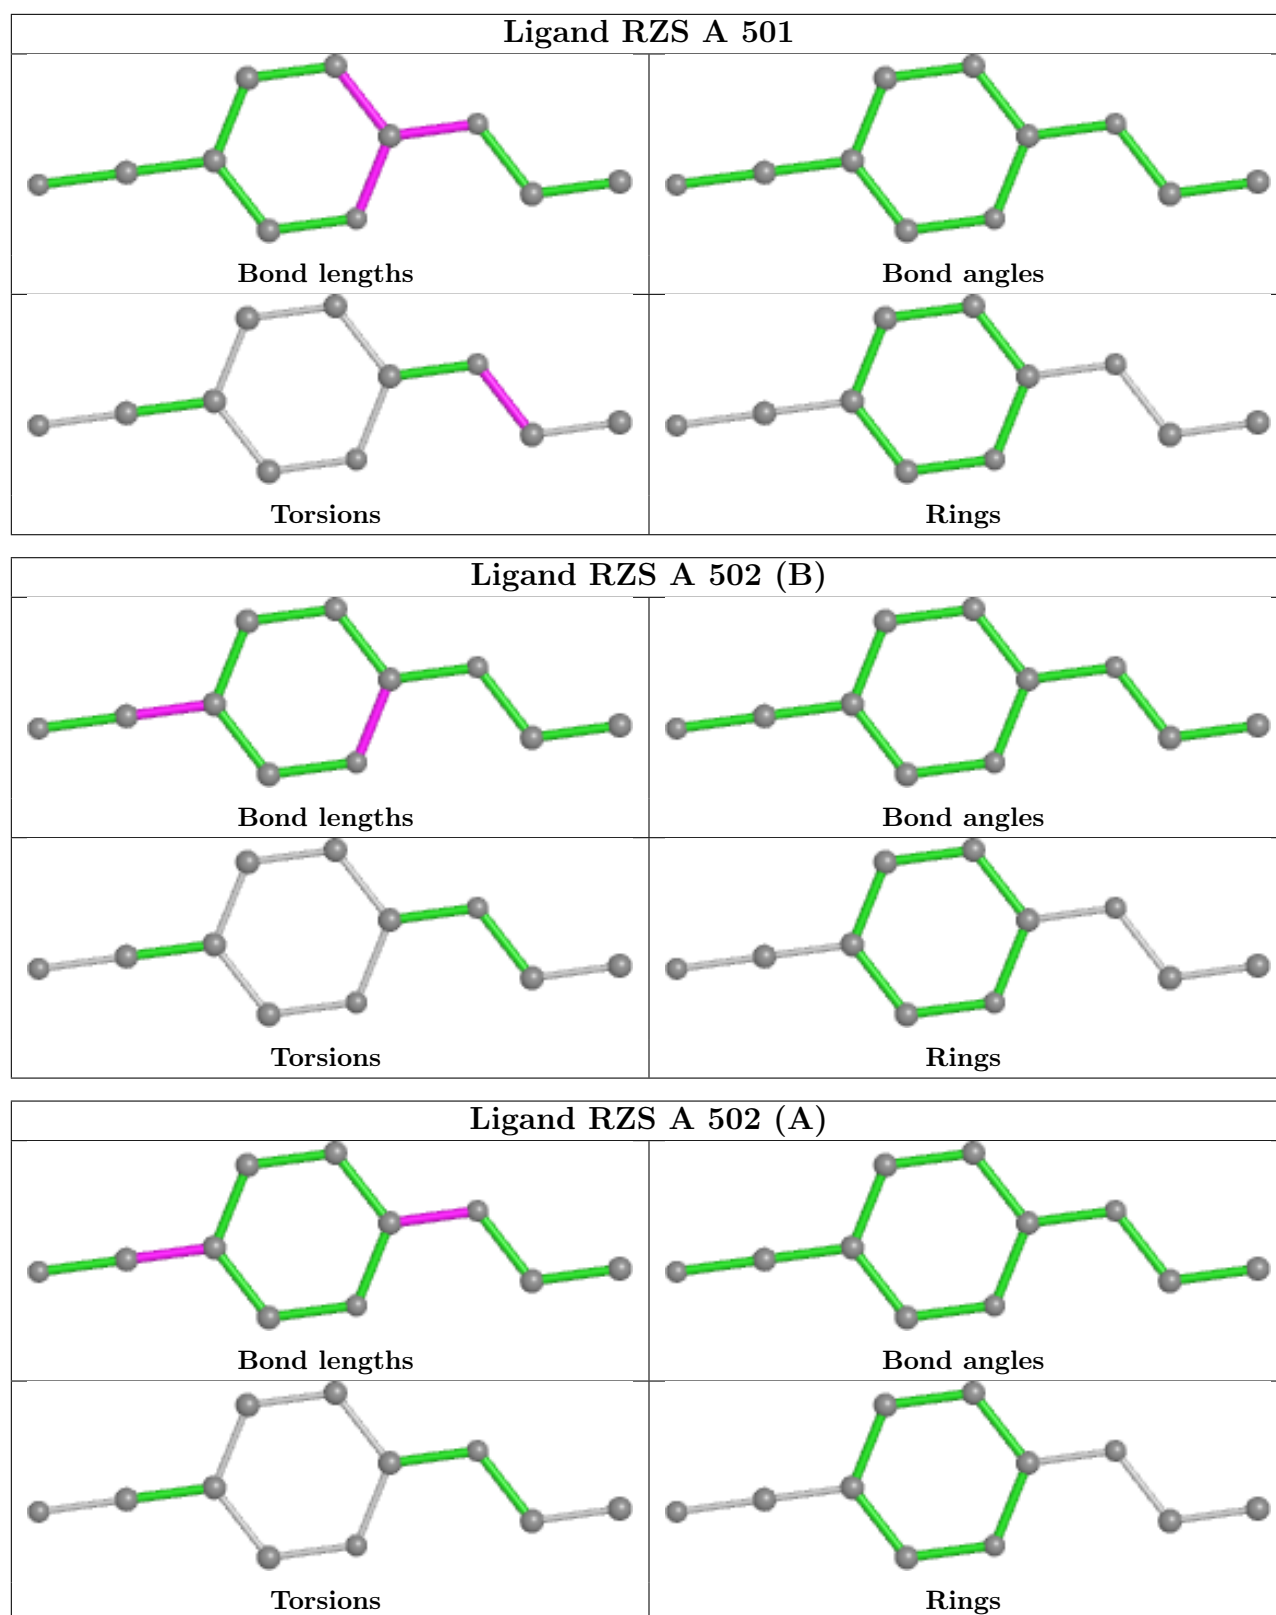 Ligand RZS A 501
Bond lengths
Bond angles
Torsions
Rings
Ligand RZS A 502 (B)
Bond lengths
Bond angles
Torsions
Rings
Ligand RZS A 502 (A)
Bond lengths
Bond angles
Torsions
Rings